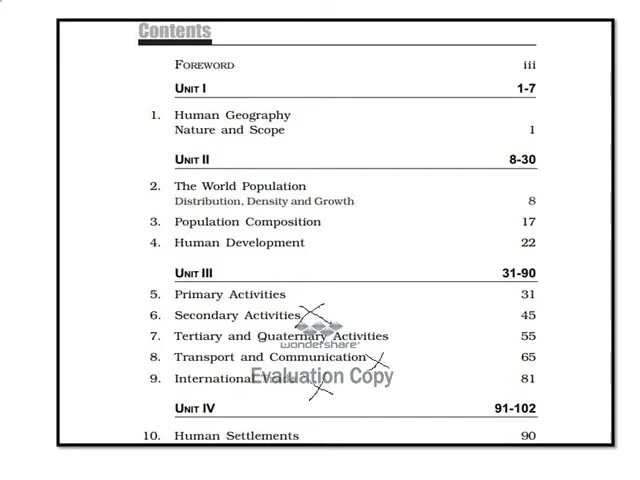 Contents
FOREWORD iii
UNIT I 1-7
1. Human Geography
Nature and Scope 1
UNIT II 8-30
2. The World Population
Distribution, Density and Growth 8
3. Population Composition 17
4. Human Development 22
UNIT III 31-90
5. Primary Activities 31
6. Secondary Activities 45
7. Tertiary and Quaternary Activities 55
wondershare
8. Transport and Communication 65
9. International 81
Evaluation Copy
UNIT IV 91-102
10. Human Settlements 90